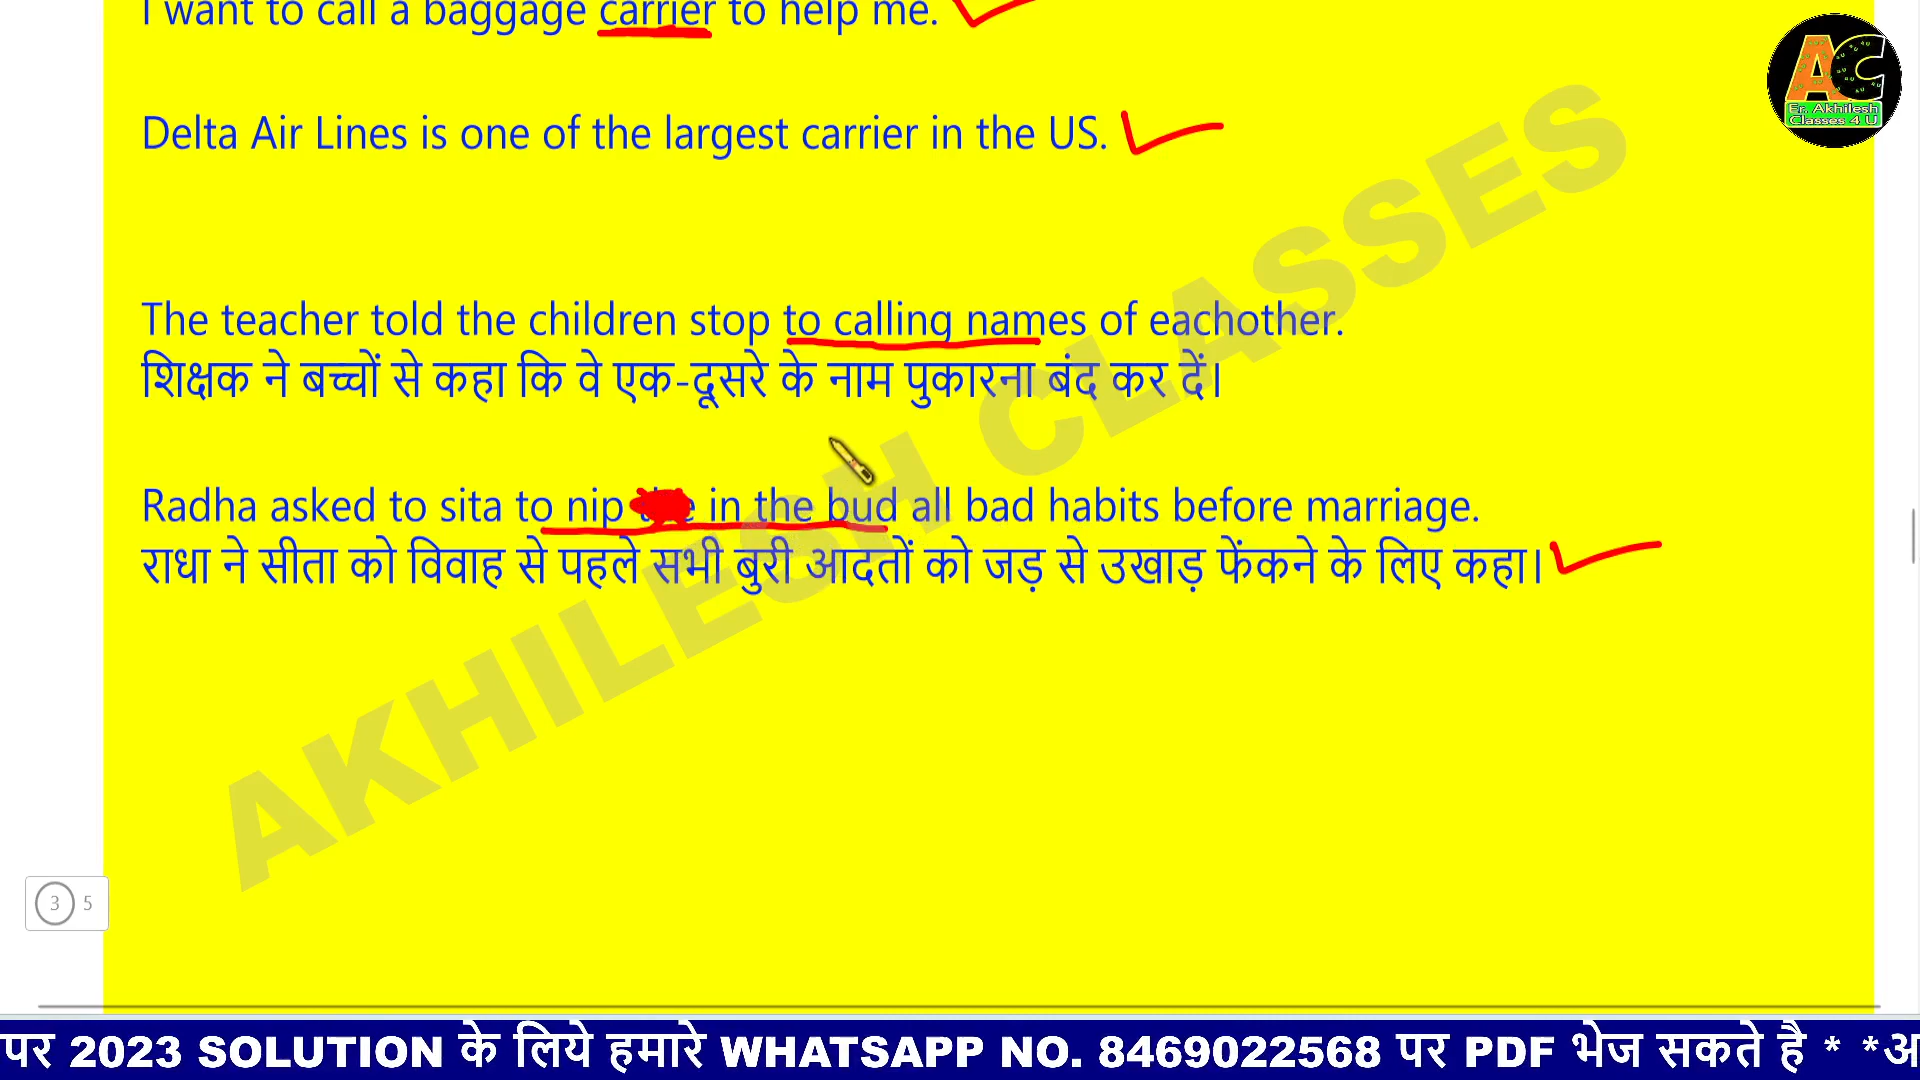 I want to call a baggage carrier to help me.
Delta Air Lines is one of the largest carrier in the US.
The teacher told the children stop to calling names of eachother.
शिक्षक ने बच्चों से कहा कि वे एक-दूसरे के नाम पुकारना बंद कर दें।
Radha asked to sita to nip in the bud all bad habits before marriage.
राधा ने सीता को विवाह से पहले सभी बुरी आदतों को जड़ से उखाड़ फेंकने के लिए कहा।
AKHILESH CLASSES
AC
Er. Akhilesh
Classes 4 U
3 5
पर 2023 SOLUTION के लिये हमारे WHATSAPP NO. 8469022568 पर PDF भेज सकते है * *अ